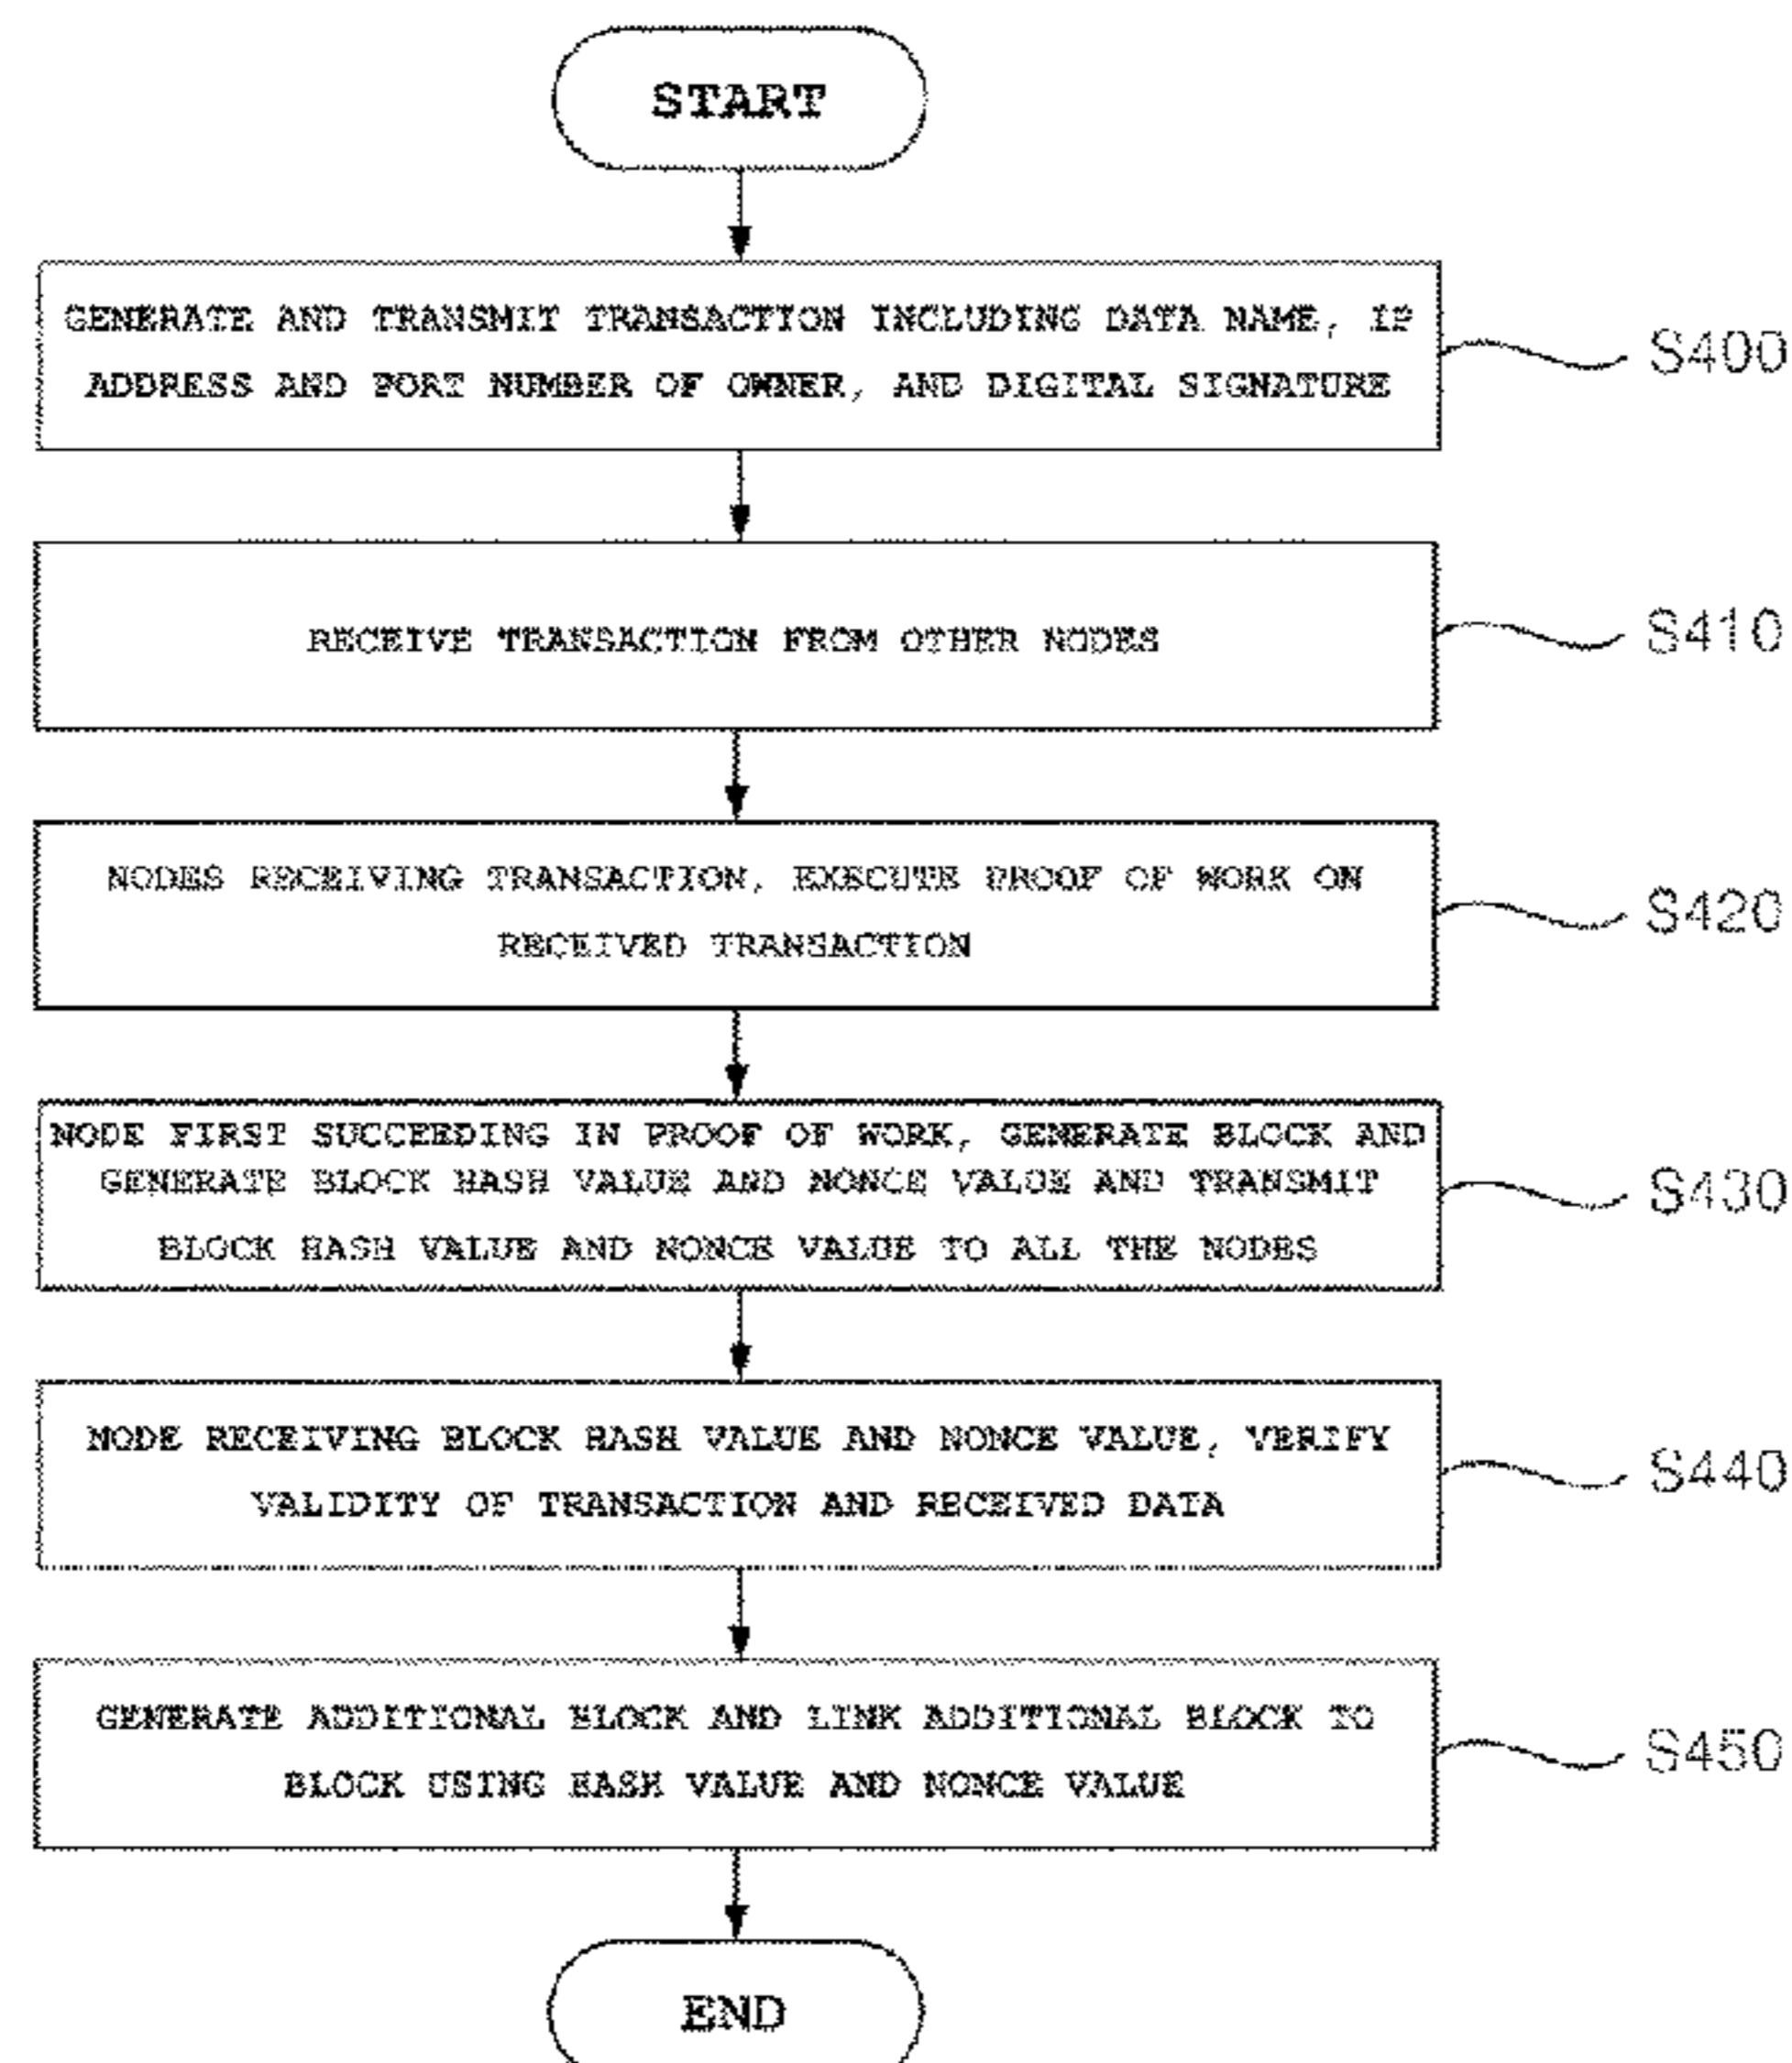 START
GENERATE AND TRANSMIT TRANSACTION INCLUDING DATA NAME, IP
ADDRESS AND PORT NUMBER OF OWNER, AND DIGITAL SIGNATURE
S400
RECEIVE TRANSACTION FROM OTHER NODES
S410
NODES RECEIVING TRANSACTION, EXECUTE PROOF OF WORK ON
RECEIVED TRANSACTION
S420
NODE FIRST SUCCEEDING IN PROOF OF WORK, GENERATE BLOCK AND
GENERATE BLOCK HASH VALUE AND NONCE VALUE AND TRANSMIT
BLOCK HASH VALUE AND NONCE VALUE TO ALL THE NODES
S430
NODE RECEIVING BLOCK HASH VALUE AND NONCE VALUE, VERIFY
VALIDITY OF TRANSACTION AND RECEIVED DATA
S440
GENERATE ADDITIONAL BLOCK AND LINK ADDITIONAL BLOCK TO
BLOCK USING HASH VALUE AND NONCE VALUE
S450
END